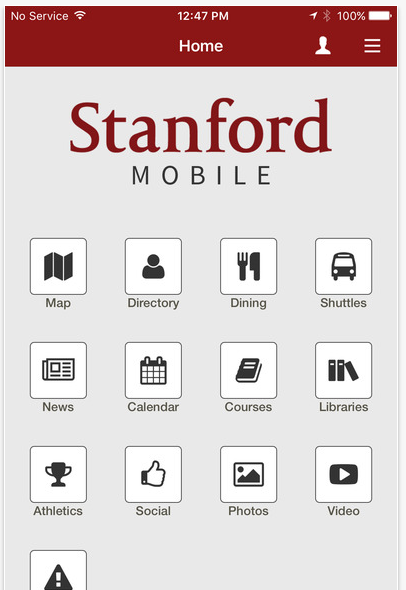 No Service 12:47 PM 100%
Home
Stanford
MOBILE
Map Directory Dining Shuttles
News Calendar Courses Libraries
Athletics Social Photos Video